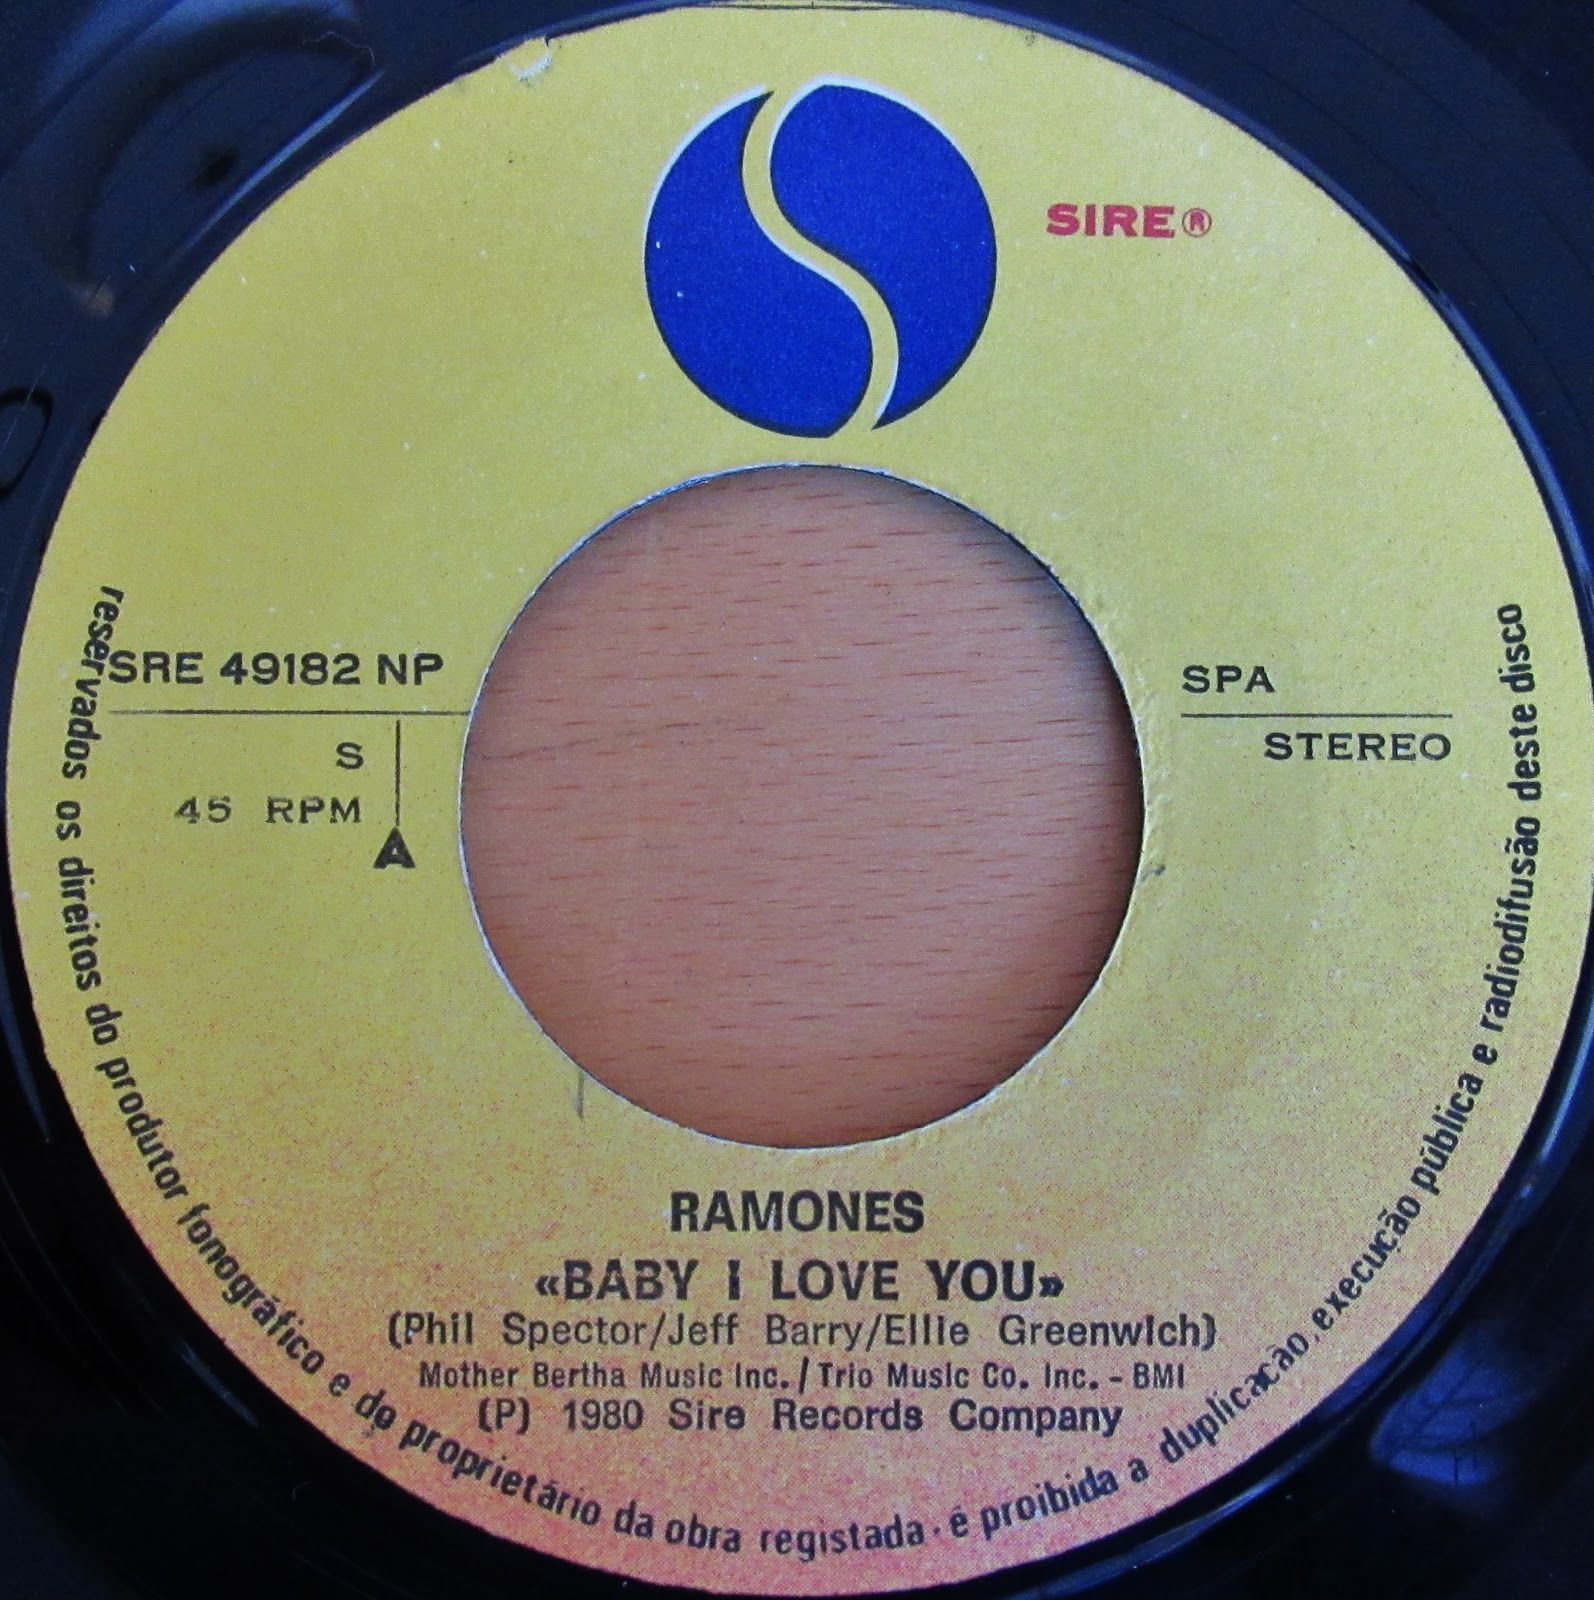 SIRE®
SRE 49182 NP
S
45 RPM
A
SPA
STEREO
RAMONES
«BABY I LOVE YOU»
(Phil Spector/Jeff Barry/Ellie Greenwich)
Mother Bertha Music Inc. / Trio Music Co. Inc. - BMI
(P) 1980 Sire Records Company
reservados os direitos do produtor fonográfico e do proprietário da obra registada · é proibida a duplicação, execução pública e radiodifusão deste disco